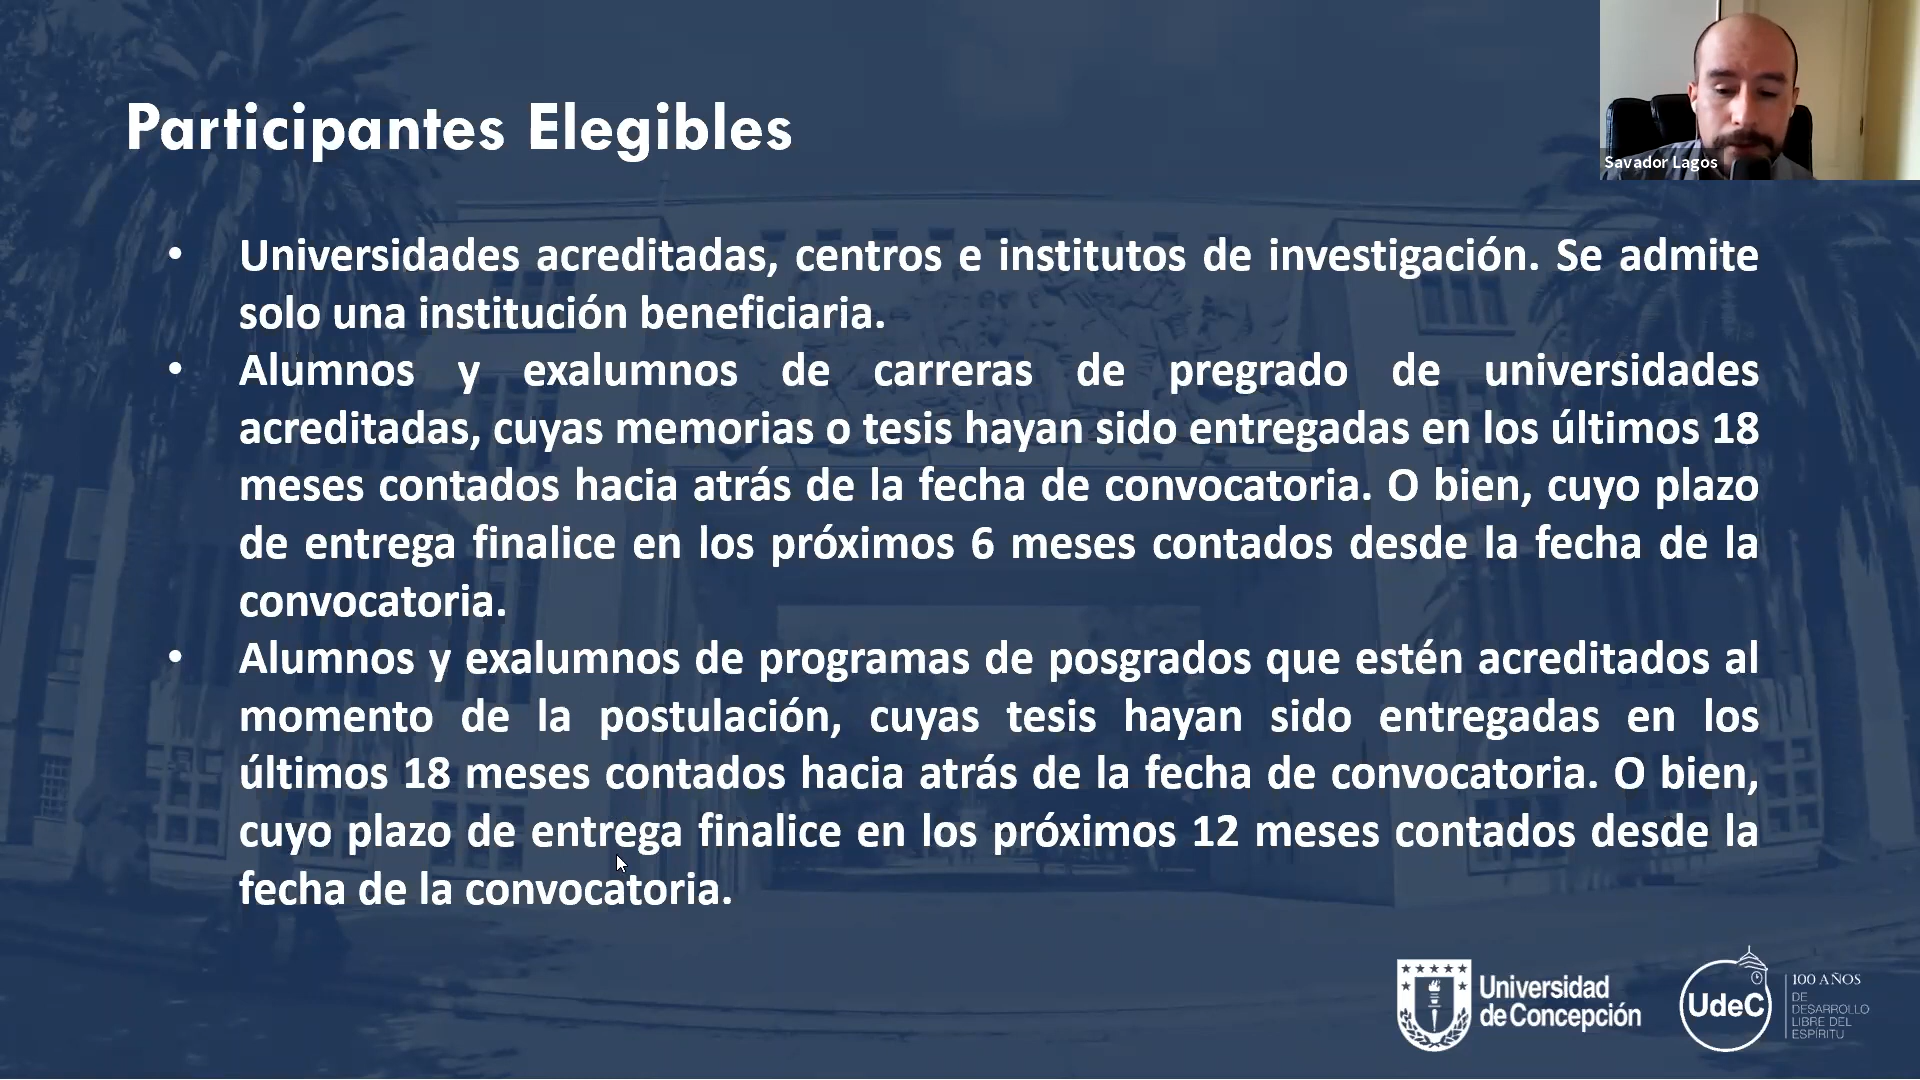 Participantes Elegibles
Savador Lagos
• Universidades acreditadas, centros e institutos de investigación. Se admite
solo una institución beneficiaria.
• Alumnos y exalumnos de carreras de pregrado de universidades
acreditadas, cuyas memorias o tesis hayan sido entregadas en los últimos 18
meses contados hacia atrás de la fecha de convocatoria. O bien, cuyo plazo
de entrega finalice en los próximos 6 meses contados desde la fecha de la
convocatoria.
• Alumnos y exalumnos de programas de posgrados que estén acreditados al
momento de la postulación, cuyas tesis hayan sido entregadas en los
últimos 18 meses contados hacia atrás de la fecha de convocatoria. O bien,
cuyo plazo de entrega finalice en los próximos 12 meses contados desde la
fecha de la convocatoria.
Universidad
de Concepción
UdeC
100 AÑOS
DE
DESARROLLO
LIBRE DEL
ESPÍRITU